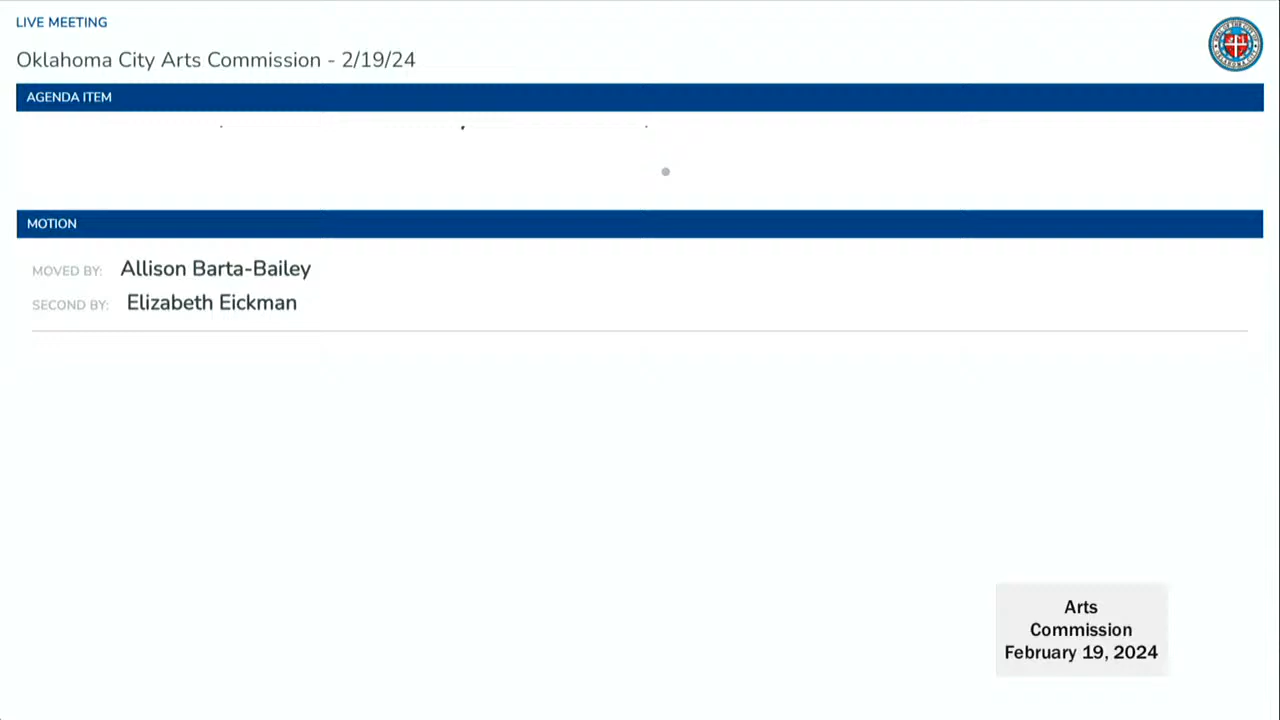 LIVE MEETING
Oklahoma City Arts Commission - 2/19/24
AGENDA ITEM
MOTION
MOVED BY: Allison Barta-Bailey
SECOND BY: Elizabeth Eickman
Arts
Commission
February 19, 2024